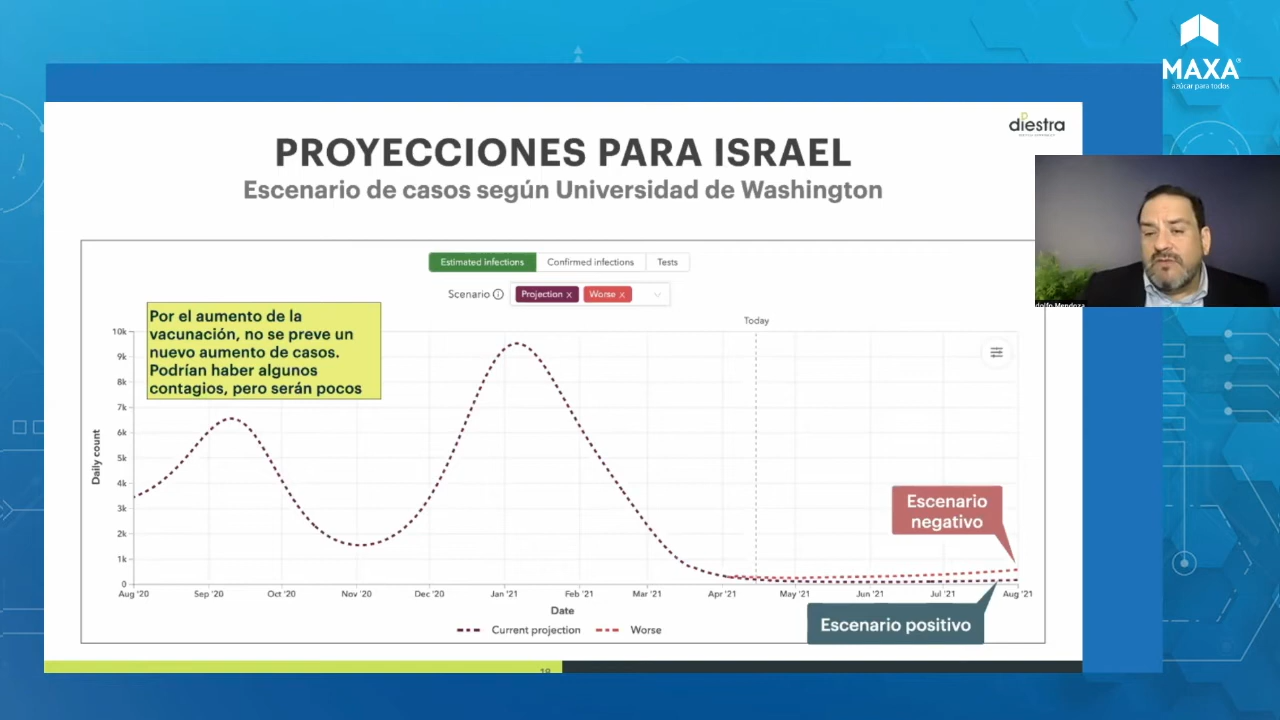 MAXA
azúcar para todos
diestra
PROYECCIONES PARA ISRAEL
Escenario de casos según Universidad de Washington
Estimated infections
Confirmed infections
Tests
Scenario
Projection x
Worse x
Por el aumento de la
vacunación, no se preve un
nuevo aumento de casos.
Podrían haber algunos
contagios, pero serán pocos
Today
10k
9k
8k
7k
6k
5k
4k
3k
2k
1k
0
Daily count
Escenario
negativo
Aug '20
Sep '20
Oct '20
Nov '20
Dec '20
Jan '21
Feb '21
Mar '21
Apr '21
May '21
Jun '21
Jul '21
Aug '21
Date
Escenario positivo
Current projection
Worse
Mendoza